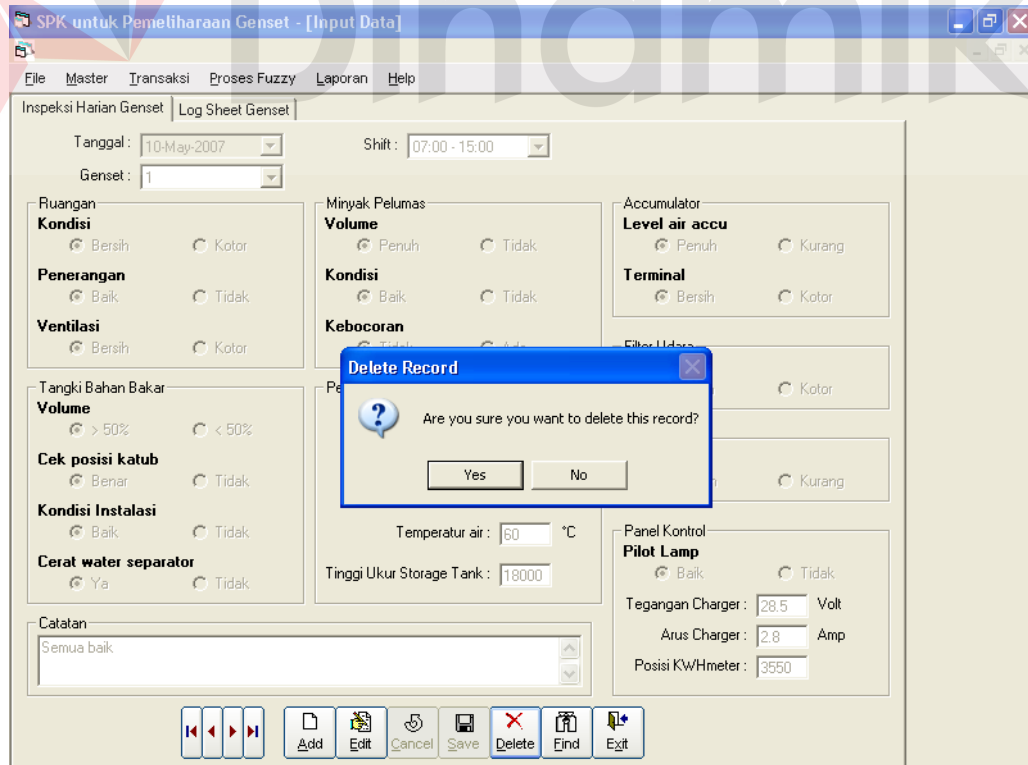 Dinamik
SPK untuk Pemeliharaan Genset - [Input Data]
File Master Transaksi Proses Fuzzy Laporan Help
Inspeksi Harian Genset Log Sheet Genset
Tanggal : 10-May-2007 Shift : 07:00 - 15:00
Genset : 1
Ruangan
Kondisi
Bersih Kotor
Penerangan
Baik Tidak
Ventilasi
Bersih Kotor
Tangki Bahan Bakar
Volume
> 50% < 50%
Cek posisi katub
Benar Tidak
Kondisi Instalasi
Baik Tidak
Cerat water separator
Ya Tidak
Minyak Pelumas
Volume
Penuh Tidak
Kondisi
Baik Tidak
Kebocoran
Tidak Ada
Temperatur air : 60 °C
Tinggi Ukur Storage Tank : 18000
Accumulator
Level air accu
Penuh Kurang
Terminal
Bersih Kotor
Filter Udara
Kotor
Kurang
Panel Kontrol
Pilot Lamp
Baik Tidak
Tegangan Charger : 28.5 Volt
Arus Charger : 2.8 Amp
Posisi KWHmeter : 3550
Catatan
Semua baik
Delete Record
Are you sure you want to delete this record?
Yes No
Add Edit Cancel Save Delete Find Exit